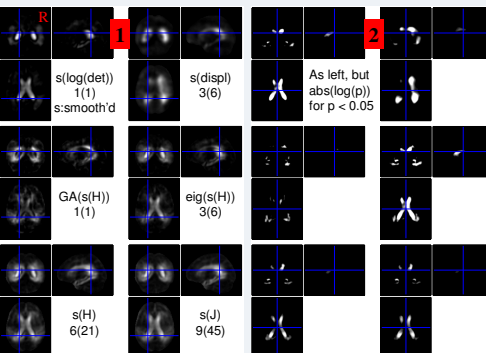 R
1
2
s(log(det))
1(1)
s:smooth'd
s(displ)
3(6)
As left, but
abs(log(p))
for p < 0.05
GA(s(H))
1(1)
eig(s(H))
3(6)
s(H)
6(21)
s(J)
9(45)